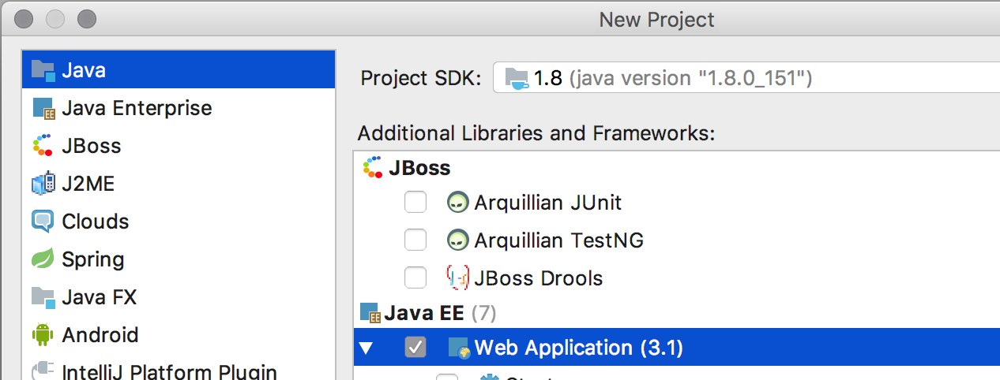 New Project
Java
Java Enterprise
JBoss
J2ME
Clouds
Spring
Java FX
Android
IntelliJ Platform Plugin
Project SDK: 1.8 (java version "1.8.0_151")
Additional Libraries and Frameworks:
JBoss
Arquillian JUnit
Arquillian TestNG
JBoss Drools
Java EE (7)
Web Application (3.1)